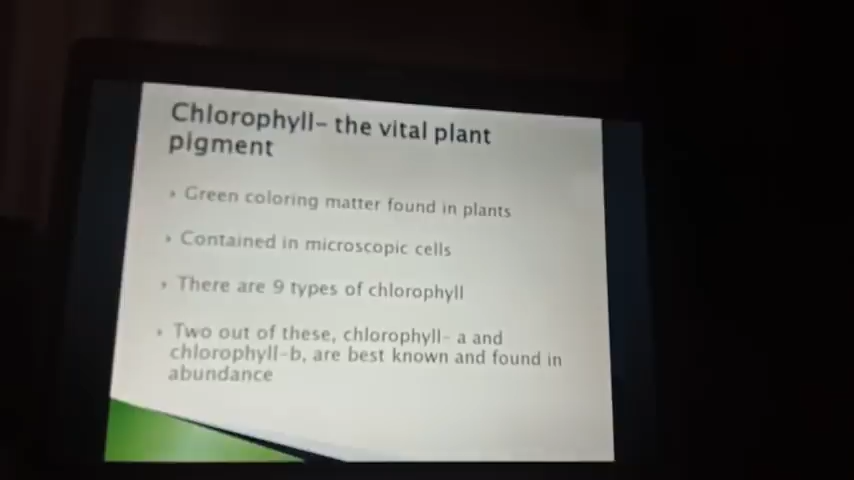 Chlorophyll- the vital plant
pigment
Green coloring matter found in plants
Contained in microscopic cells
There are 9 types of chlorophyll
Two out of these, chlorophyll- a and
chlorophyll-b, are best known and found in
abundance